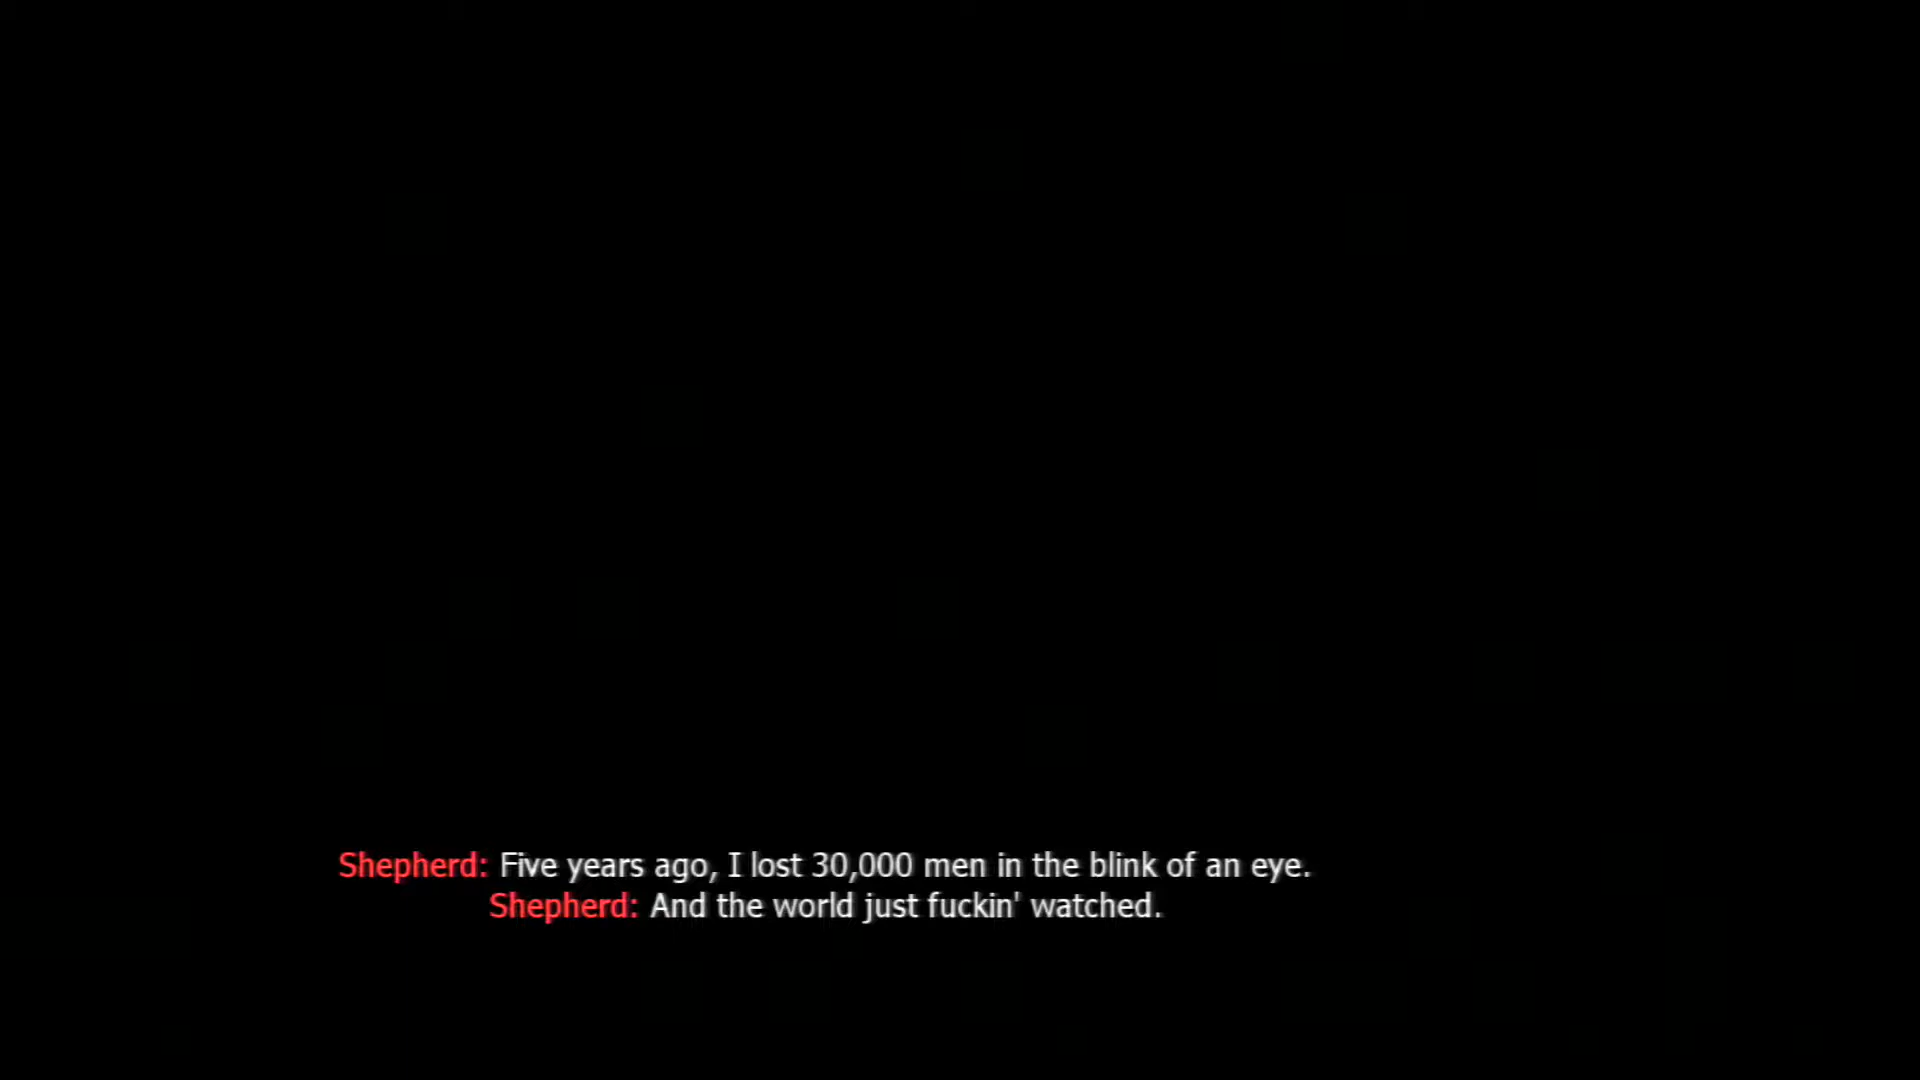 Shepherd: Five years ago, I lost 30,000 men in the blink of an eye.
Shepherd: And the world just fuckin' watched.